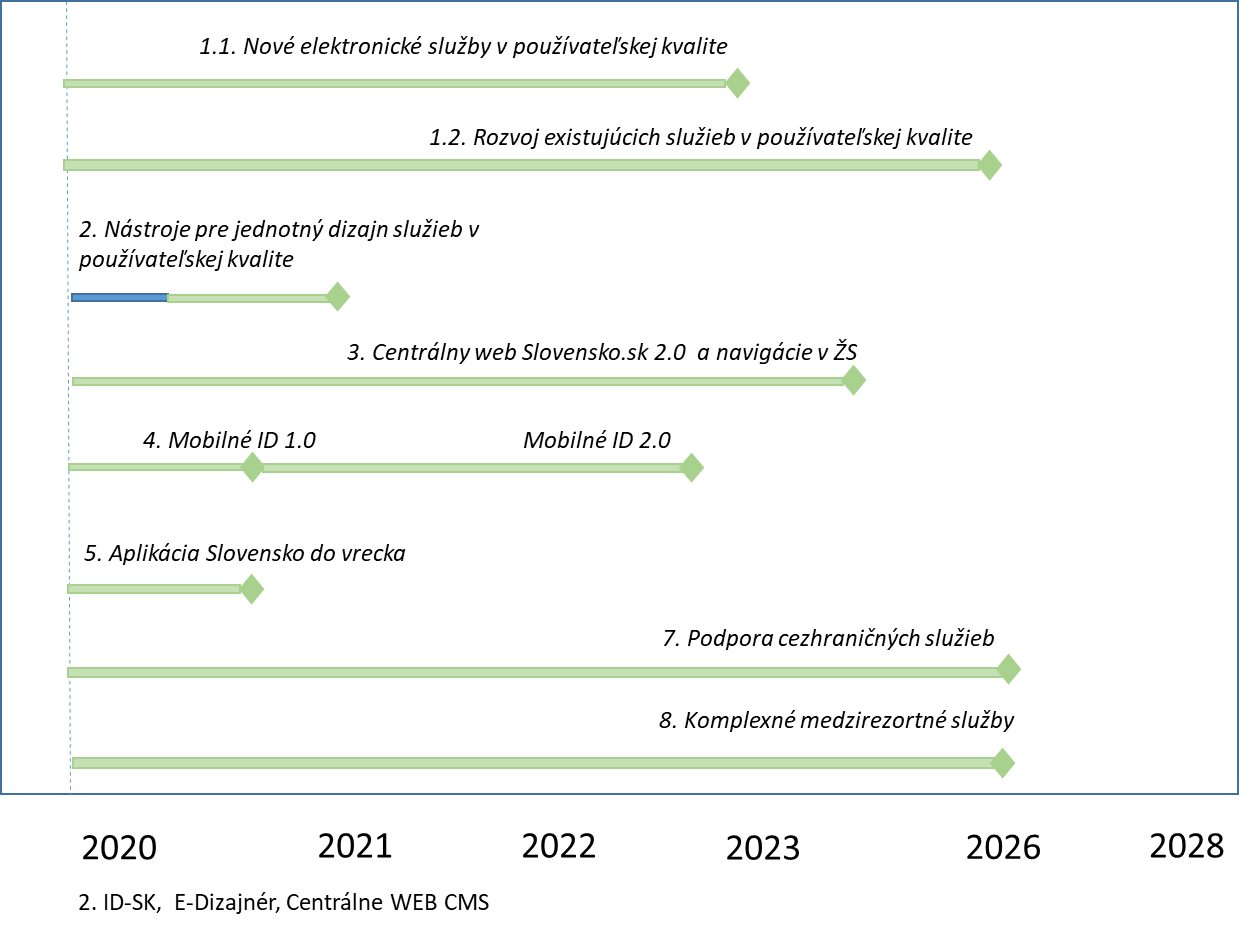 1.1. Nové elektronické služby v používateľskej kvalite
1.2. Rozvoj existujúcich služieb v používateľskej kvalite
2. Nástroje pre jednotný dizajn služieb v
používateľskej kvalite
3. Centrálny web Slovensko.sk 2.0 a navigácie v ŽS
4. Mobilné ID 1.0
Mobilné ID 2.0
5. Aplikácia Slovensko do vrecka
7. Podpora cezhraničných služieb
8. Komplexné medzirezortné služby
2020 2021 2022 2023 2026 2028
2. ID-SK, E-Dizajnér, Centrálne WEB CMS